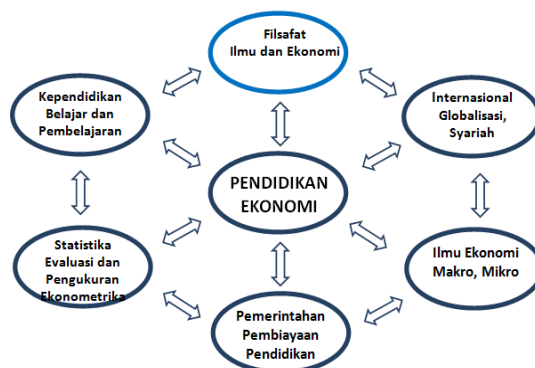 Filsafat
Ilmu dan Ekonomi
Kependidikan
Belajar dan
Pembelajaran
Internasional
Globalisasi,
Syariah
PENDIDIKAN
EKONOMI
Statistika
Evaluasi dan
Pengukuran
Ekonometrika
Ilmu Ekonomi
Makro, Mikro
Pemerintahan
Pembiayaan
Pendidikan